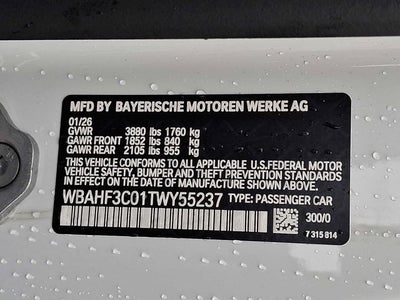 MFD BY BAYERISCHE MOTOREN WERKE AG
01/26
GVWR 3880 lbs 1760 kg
GAWR FRONT 1852 lbs 840 kg
GAWR REAR 2105 lbs 955 kg
THIS VEHICLE CONFORMS TO ALL APPLICABLE U.S.FEDERAL MOTOR
VEHICLE SAFETY, BUMPER, AND THEFT PREVENTION STANDARDS
IN EFFECT ON THE DATE OF MANUFACTURE SHOWN ABOVE.
WBAHF3C01TWY55237 TYPE: PASSENGER CAR
300/0
7 315 814